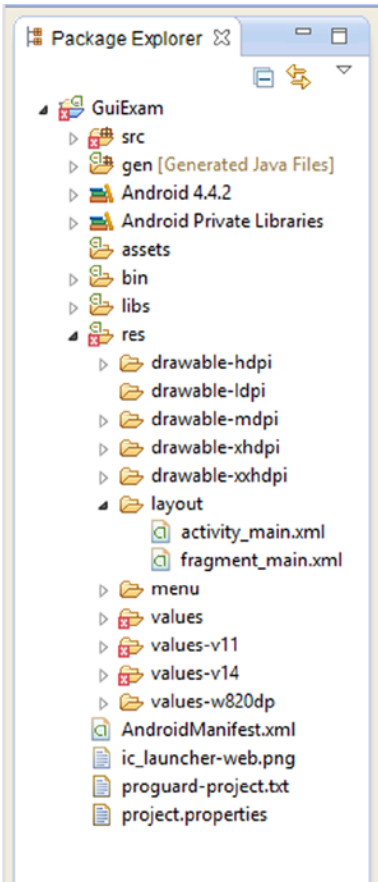 Package Explorer
GuiExam
src
gen [Generated Java Files]
Android 4.4.2
Android Private Libraries
assets
bin
libs
res
drawable-hdpi
drawable-ldpi
drawable-mdpi
drawable-xhdpi
drawable-xxhdpi
layout
activity_main.xml
fragment_main.xml
menu
values
values-v11
values-v14
values-w820dp
AndroidManifest.xml
ic_launcher-web.png
proguard-project.txt
project.properties